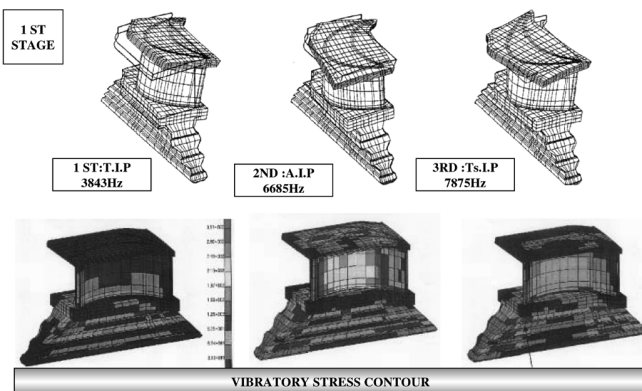 1 ST
STAGE
1 ST:T.I.P
3843Hz
2ND :A.I.P
6685Hz
3RD :Ts.I.P
7875Hz
VIBRATORY STRESS CONTOUR